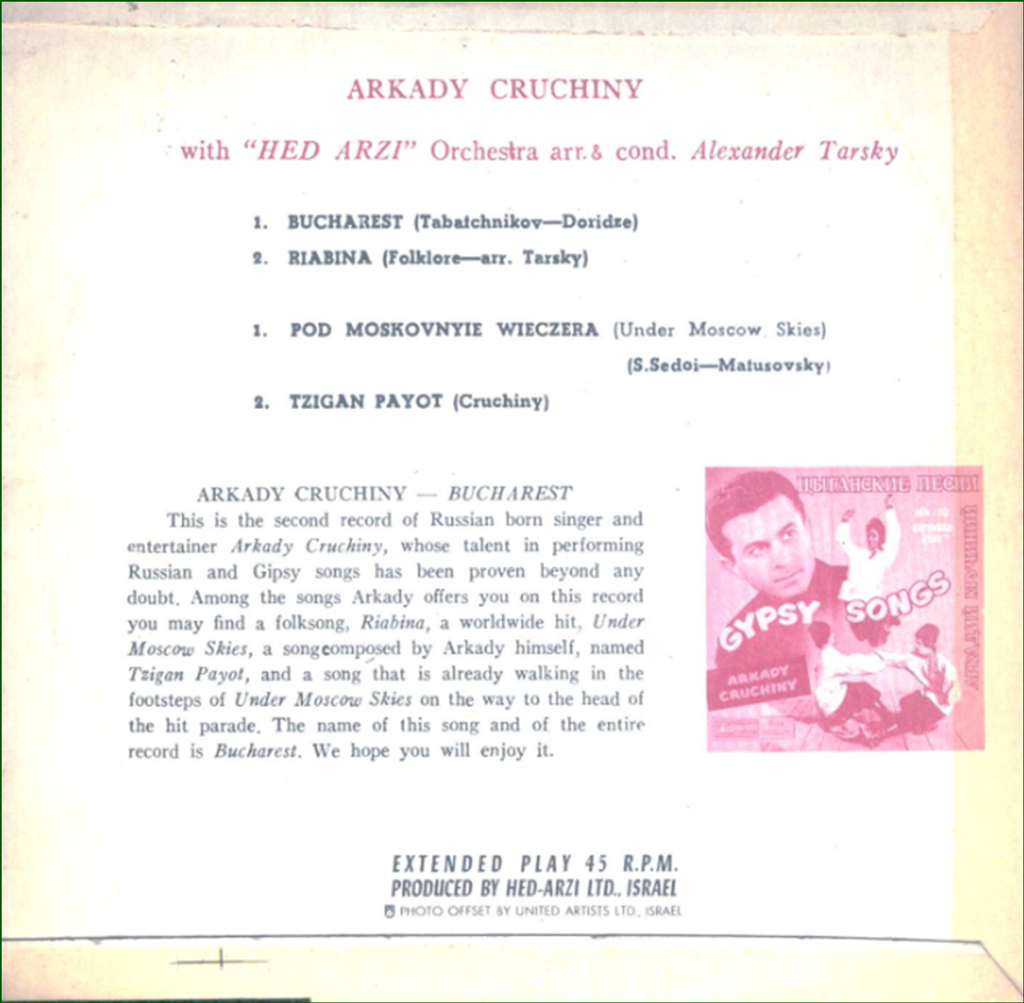 ARKADY CRUCHINY
with "HED ARZI" Orchestra arr. & cond. Alexander Tarsky
1. BUCHAREST (Tabatchnikov—Doridze)
2. RIABINA (Folklore—arr. Tarsky)
1. POD MOSKOVNYIE WIECZERA (Under Moscow Skies)
(S.Sedoi—Matusovsky)
2. TZIGAN PAYOT (Cruchiny)
ARKADY CRUCHINY — BUCHAREST
This is the second record of Russian born singer and
entertainer Arkady Cruchiny, whose talent in performing
Russian and Gipsy songs has been proven beyond any
doubt. Among the songs Arkady offers you on this record
you may find a folksong, Riabina, a worldwide hit, Under
Moscow Skies, a songcomposed by Arkady himself, named
Tzigan Payot, and a song that is already walking in the
footsteps of Under Moscow Skies on the way to the head of
the hit parade. The name of this song and of the entire
record is Bucharest. We hope you will enjoy it.
ЦЫГАНСКИЕ ПЕСНИ
EXTENDED
PLAY
GYPSY SONGS
ARKADY
CRUCHINY
EXTENDED PLAY 45 R.P.M.
PRODUCED BY HED-ARZI LTD., ISRAEL
PHOTO OFFSET BY UNITED ARTISTS LTD., ISRAEL